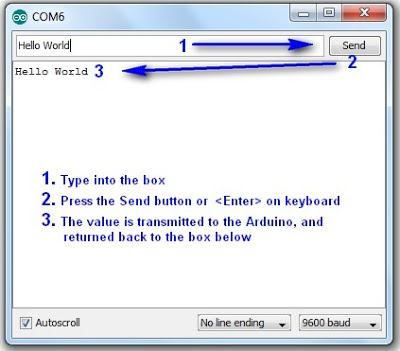 COM6
Hello World
1
Send
2
Hello World 3
1. Type into the box
2. Press the Send button or <Enter> on keyboard
3. The value is transmitted to the Arduino, and
returned back to the box below
Autoscroll
No line ending
9600 baud